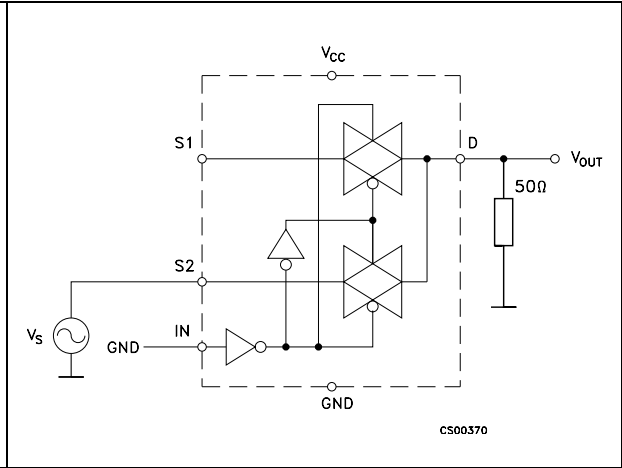 VCC
S1
D
VOUT
50Ω
S2
VS
IN
GND
GND
CS00370